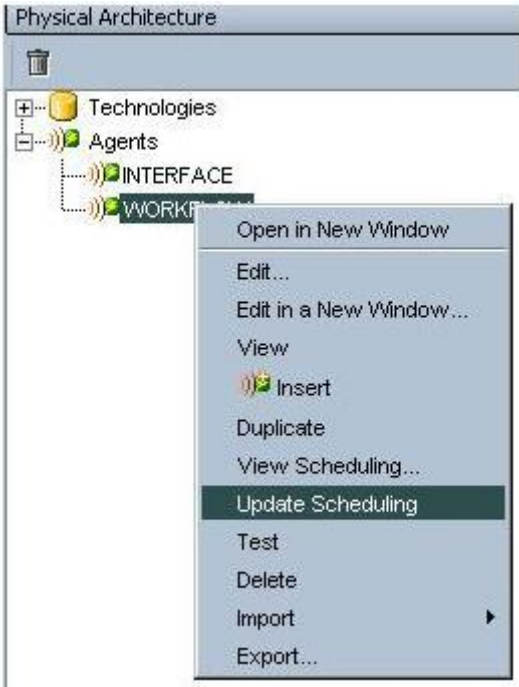 Physical Architecture
Technologies
Agents
INTERFACE
Open in New Window
Edit...
Edit in a New Window...
View
Insert
Duplicate
View Scheduling...
Update Scheduling
Test
Delete
Import
Export...